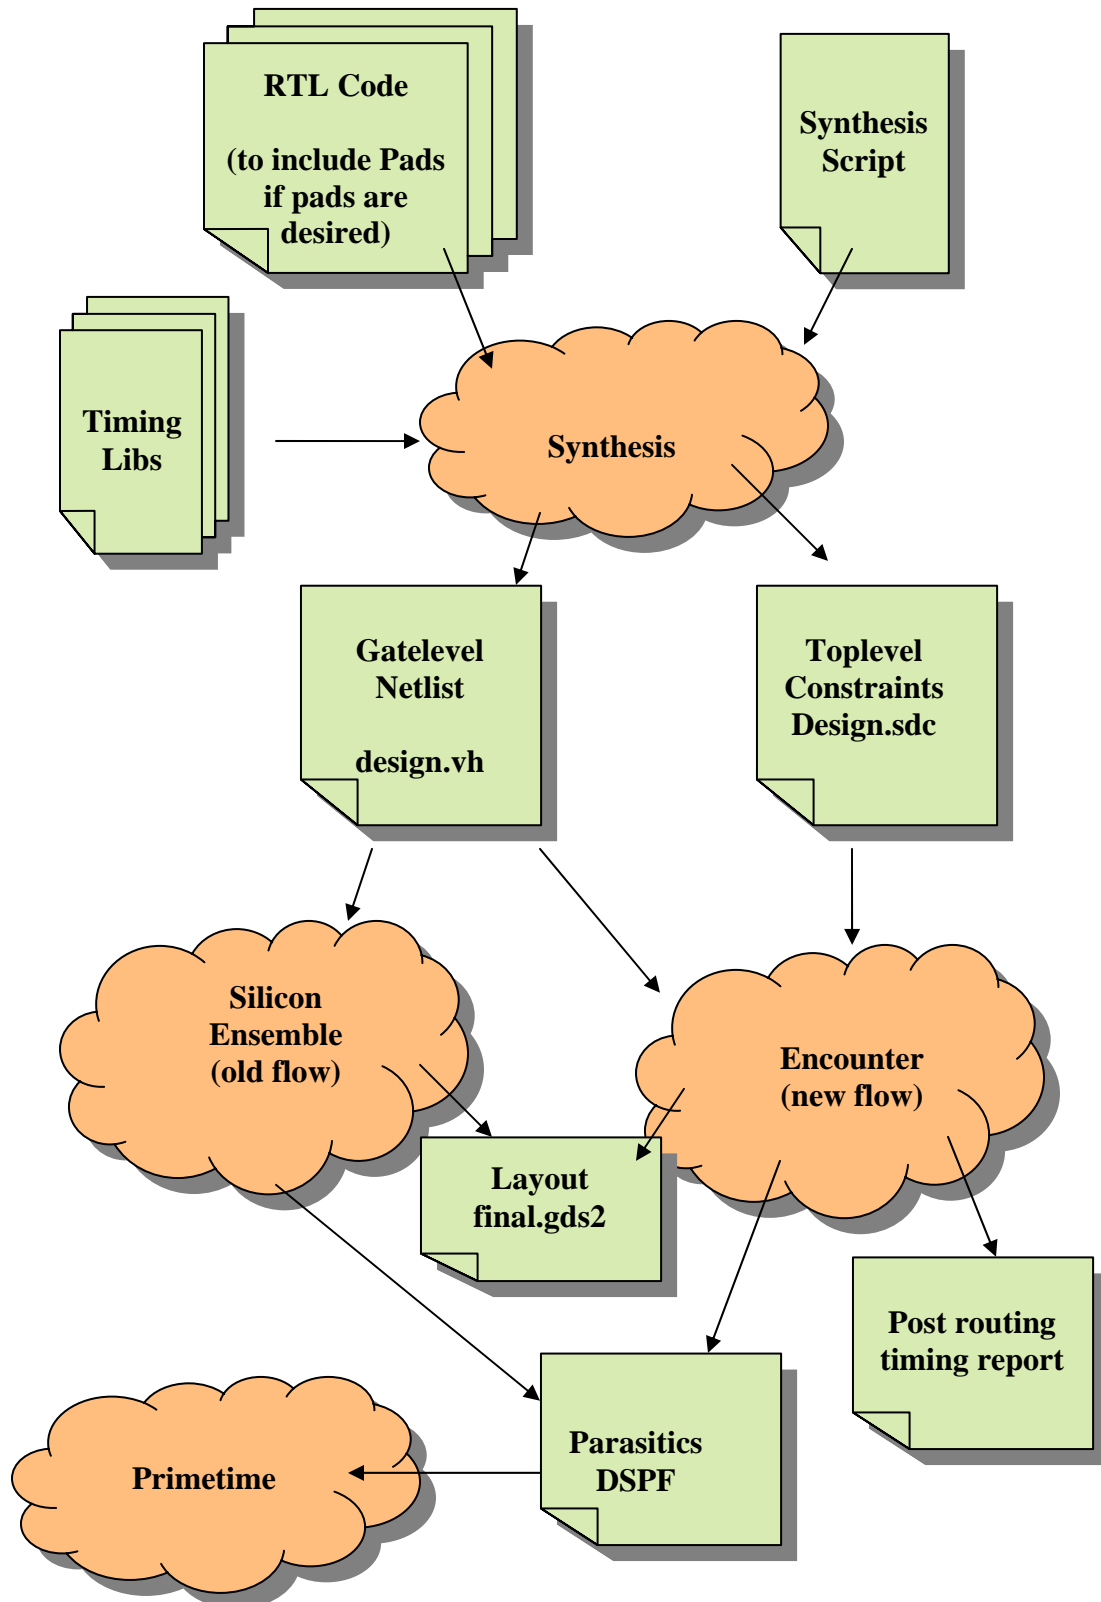 RTL Code
(to include Pads
if pads are
desired)
Synthesis
Script
Timing
Libs
Synthesis
Gatelevel
Netlist
design.vh
Toplevel
Constraints
Design.sdc
Silicon
Ensemble
(old flow)
Encounter
(new flow)
Layout
final.gds2
Post routing
timing report
Parasitics
DSPF
Primetime